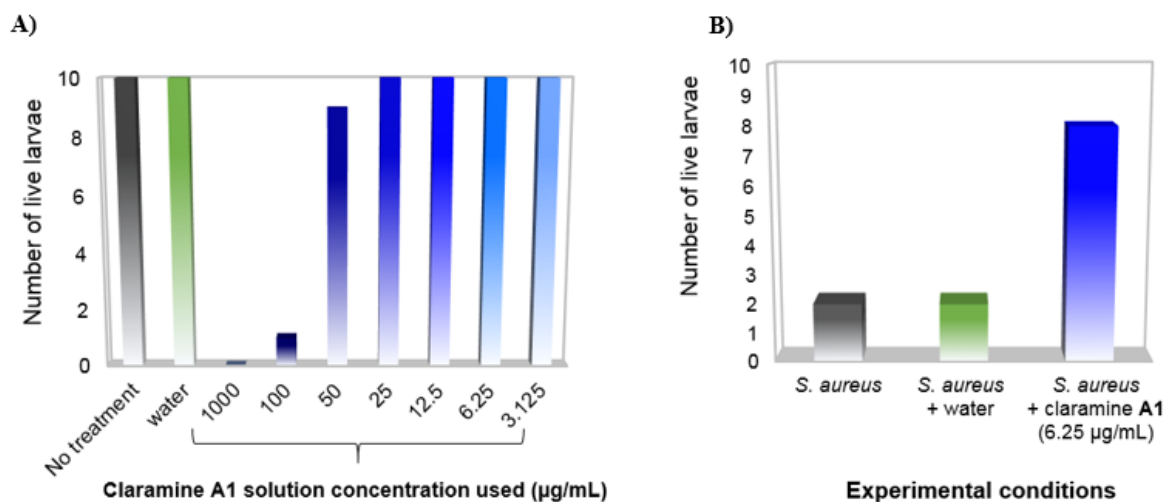 A)
Number of live larvae
10
8
6
4
2
0
No treatment
water
1000
100
50
25
12.5
6.25
3.125
Claramine A1 solution concentration used (µg/mL)
B)
Number of live larvae
10
9
8
7
6
5
4
3
2
1
0
S. aureus
S. aureus
+ water
S. aureus
+ claramine A1
(6.25 µg/mL)
Experimental conditions